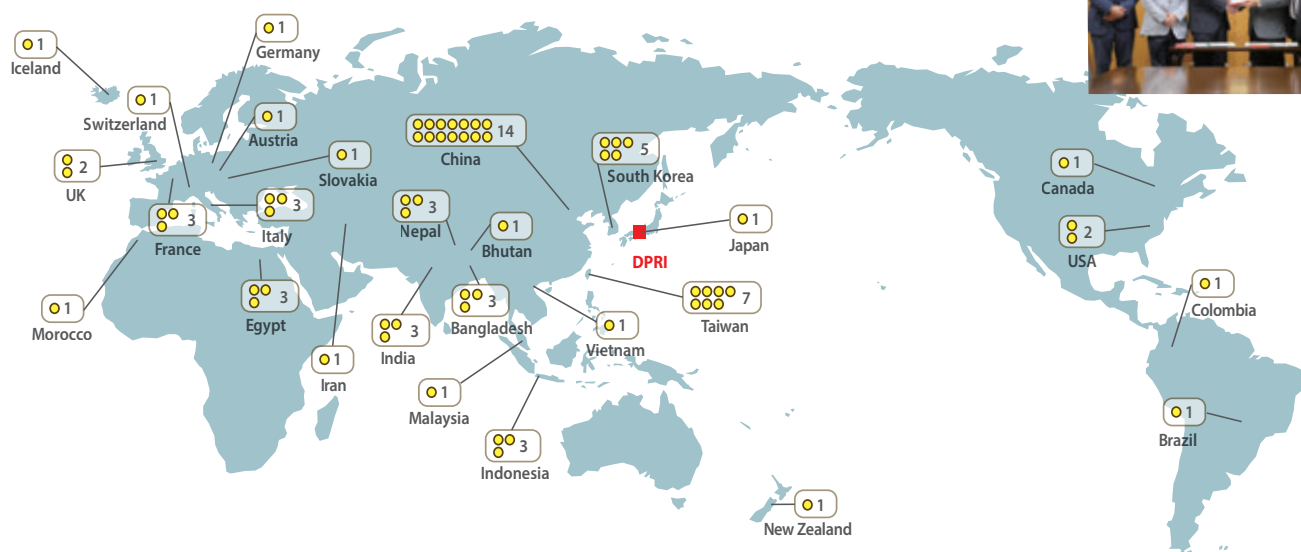 1
Iceland
1
Germany
1
Switzerland
1
Austria
2
UK
1
Slovakia
3
France
3
Italy
14
China
5
South Korea
3
Nepal
1
Bhutan
1
Japan
DPRI
1
Morocco
3
Egypt
1
Iran
3
India
3
Bangladesh
1
Vietnam
7
Taiwan
1
Malaysia
3
Indonesia
1
New Zealand
1
Canada
2
USA
1
Colombia
1
Brazil